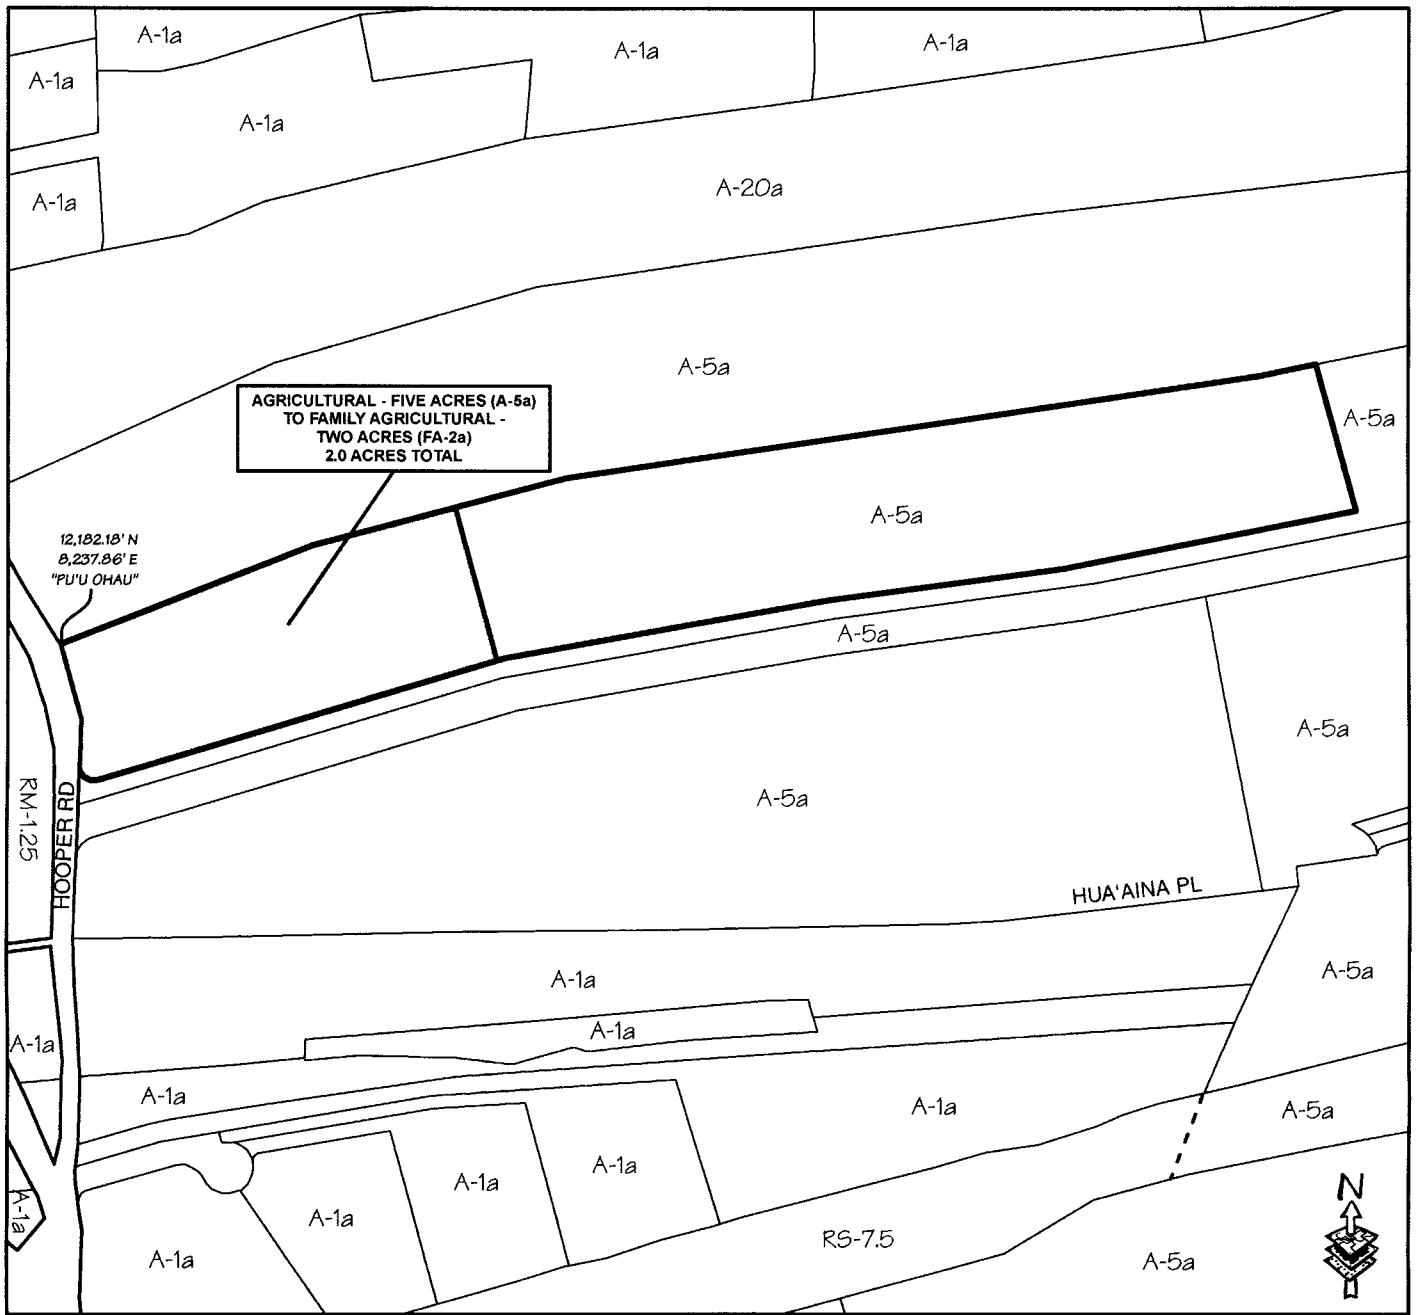 A-1a
A-1a
A-1a
A-1a
A-1a
A-1a
A-20a
A-5a
AGRICULTURAL - FIVE ACRES (A-5a)
TO FAMILY AGRICULTURAL -
TWO ACRES (FA-2a)
2.0 ACRES TOTAL
A-5a
A-5a
12,182.18' N
8,237.86' E
"PU'U OHAU"
A-5a
A-5a
RM-1.25
HOOPER RD
A-5a
HUA'AINA PL
A-1a
A-5a
A-1a
A-1a
A-1a
A-1a
A-5a
A-1a
A-1a
A-1a
A-1a
A-1a
RS-7.5
A-5a
N